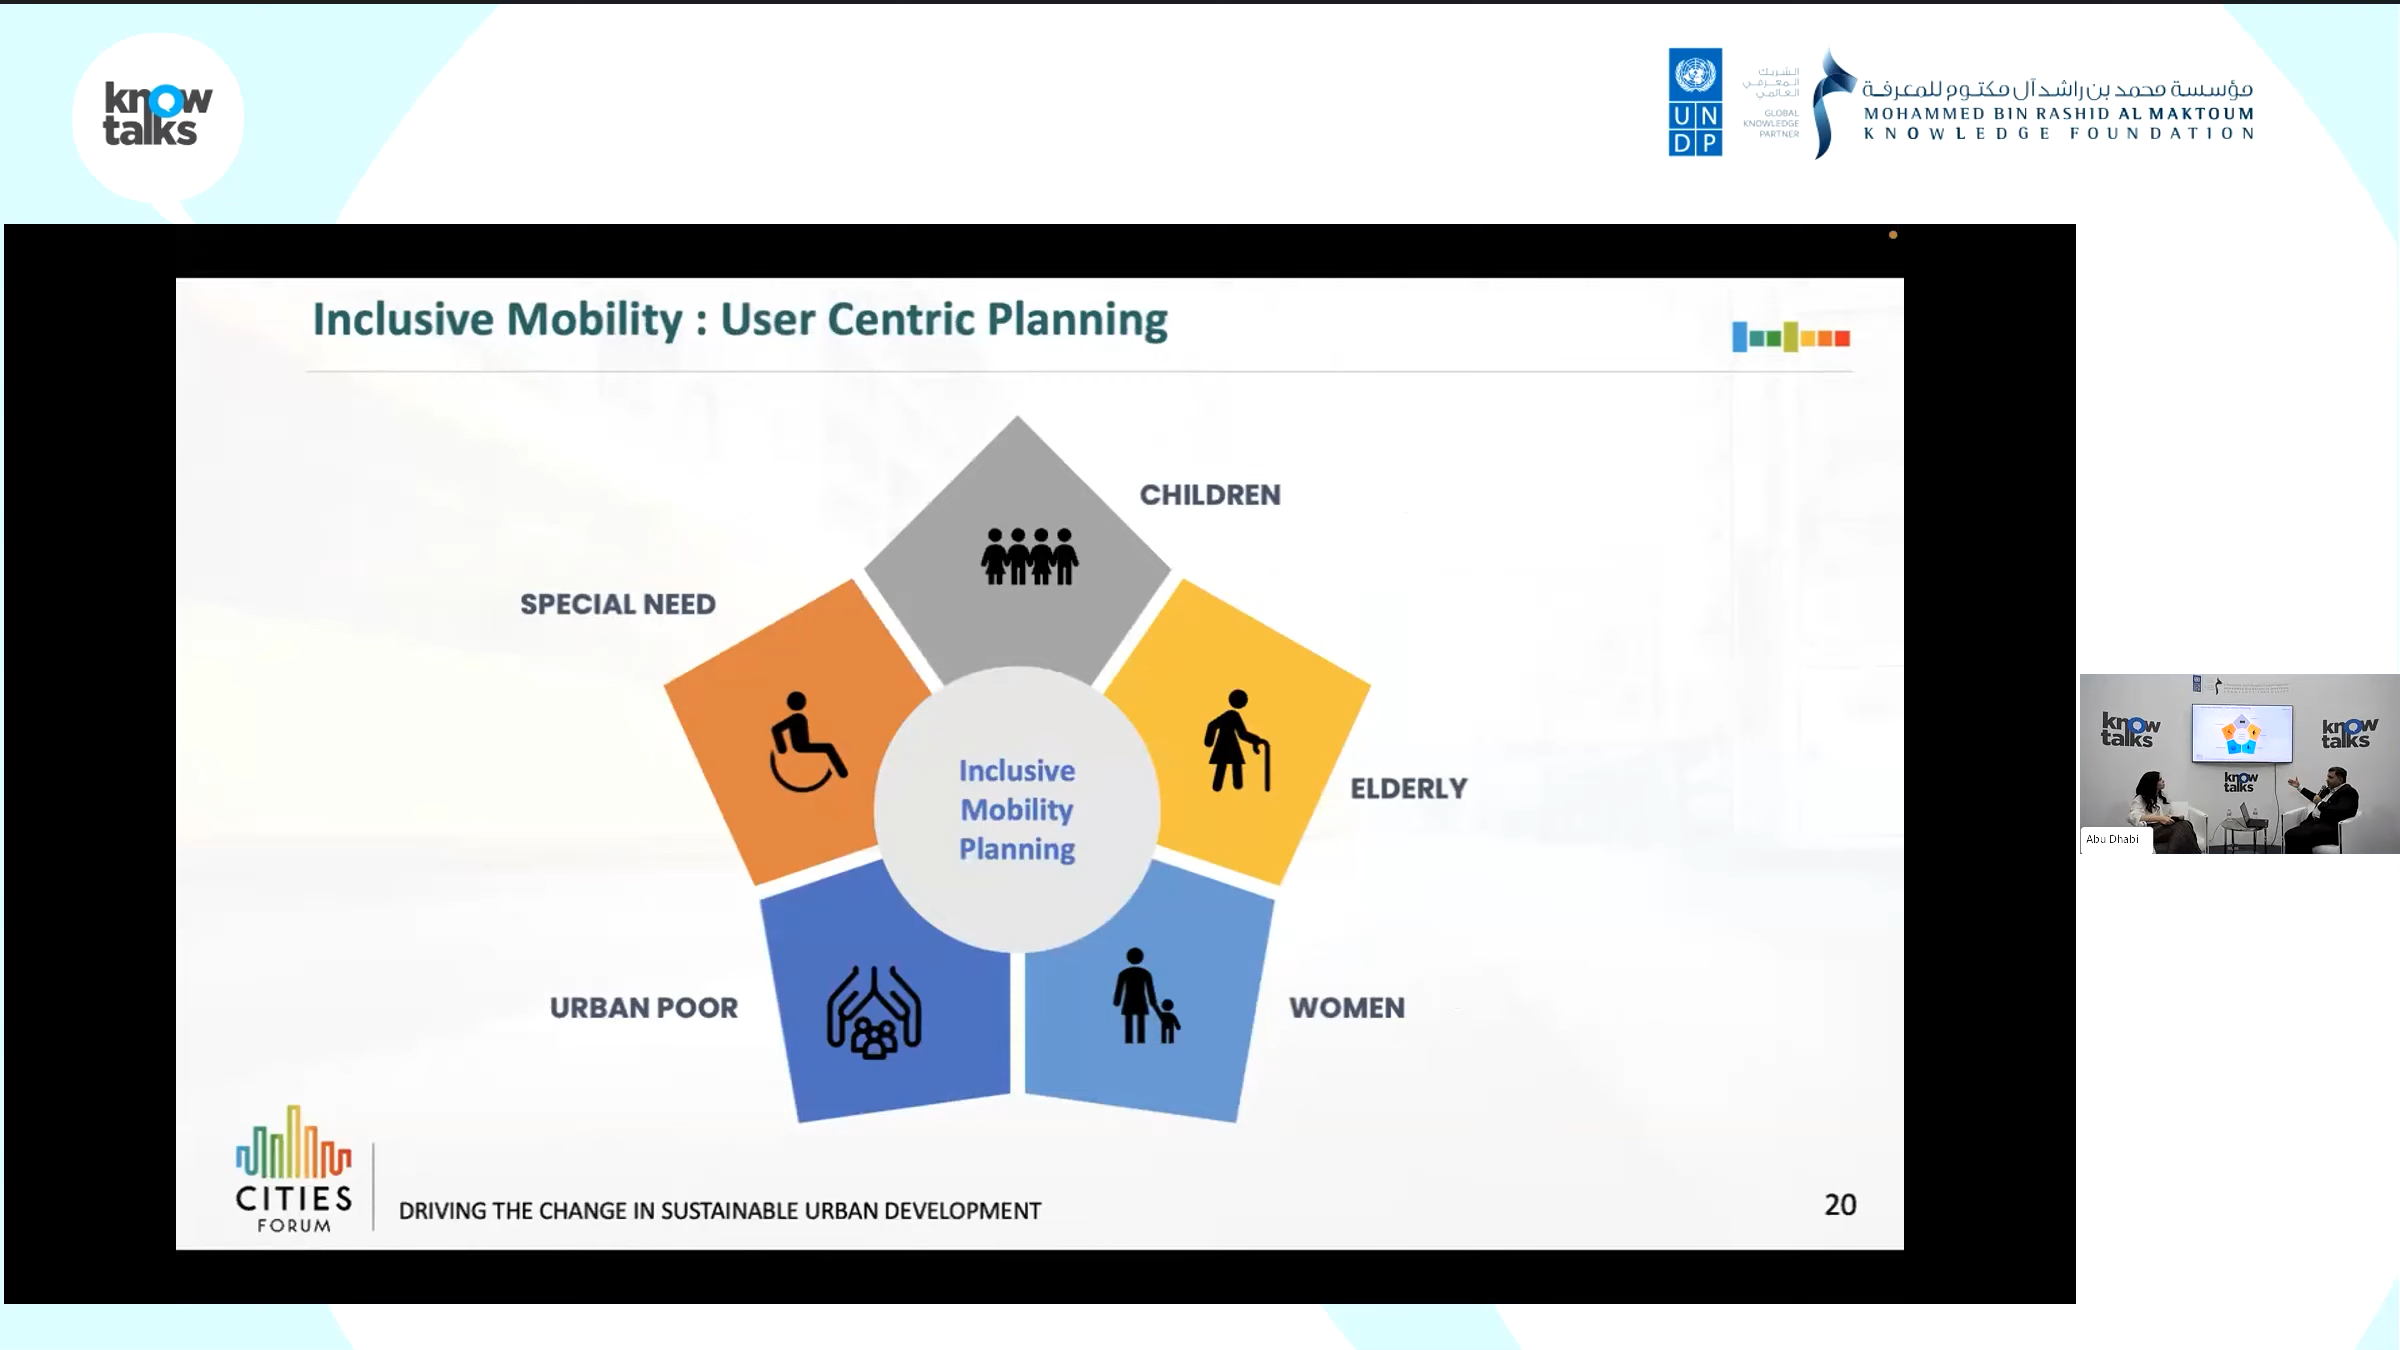 know
talks
UN
DP
الشريك
المعرفي
العالمي
GLOBAL
KNOWLEDGE
PARTNER
مؤسسة محمد بن راشد آل مكتوم للمعرفة
MOHAMMED BIN RASHID AL MAKTOUM
KNOWLEDGE FOUNDATION
Inclusive Mobility : User Centric Planning
CHILDREN
SPECIAL NEED
ELDERLY
Inclusive
Mobility
Planning
URBAN POOR
WOMEN
CITIES
FORUM
DRIVING THE CHANGE IN SUSTAINABLE URBAN DEVELOPMENT
20
know
talks
know
talks
know
talks
Abu Dhabi